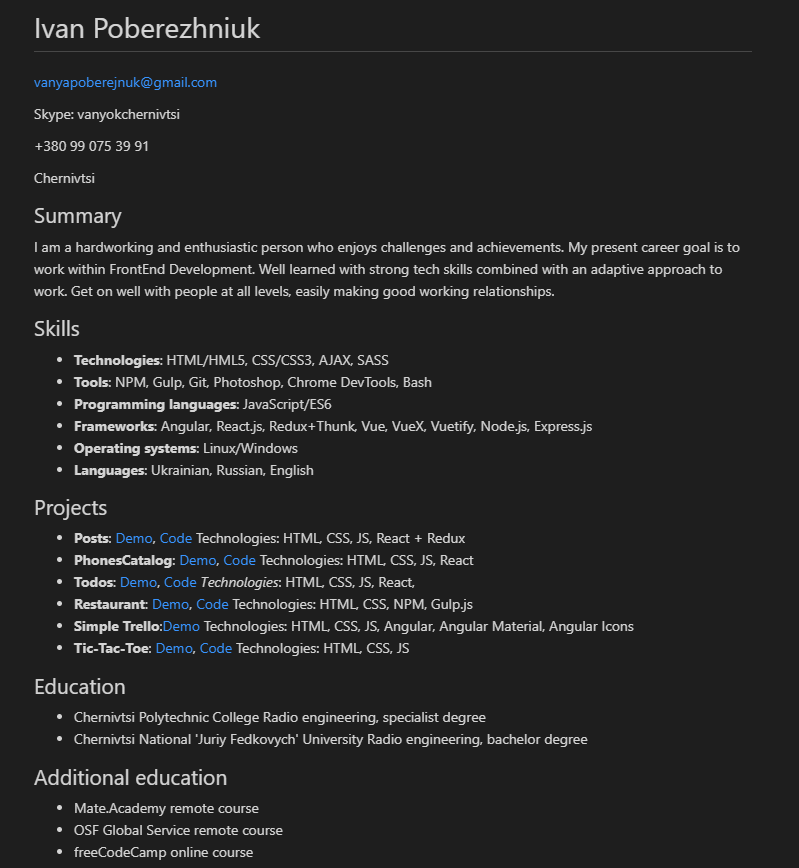 Ivan Poberezhniuk
vanyapoberejnuk@gmail.com
Skype: vanyokchernivtsi
+380 99 075 39 91
Chernivtsi
Summary
I am a hardworking and enthusiastic person who enjoys challenges and achievements. My present career goal is to
work within FrontEnd Development. Well learned with strong tech skills combined with an adaptive approach to
work. Get on well with people at all levels, easily making good working relationships.
Skills
• Technologies: HTML/HML5, CSS/CSS3, AJAX, SASS
• Tools: NPM, Gulp, Git, Photoshop, Chrome DevTools, Bash
• Programming languages: JavaScript/ES6
• Frameworks: Angular, React.js, Redux+Thunk, Vue, VueX, Vuetify, Node.js, Express.js
• Operating systems: Linux/Windows
• Languages: Ukrainian, Russian, English
Projects
• Posts: Demo, Code Technologies: HTML, CSS, JS, React + Redux
• PhonesCatalog: Demo, Code Technologies: HTML, CSS, JS, React
• Todos: Demo, Code Technologies: HTML, CSS, JS, React,
• Restaurant: Demo, Code Technologies: HTML, CSS, NPM, Gulp.js
• Simple Trello:Demo Technologies: HTML, CSS, JS, Angular, Angular Material, Angular Icons
• Tic-Tac-Toe: Demo, Code Technologies: HTML, CSS, JS
Education
• Chernivtsi Polytechnic College Radio engineering, specialist degree
• Chernivtsi National 'Juriy Fedkovych' University Radio engineering, bachelor degree
Additional education
• Mate.Academy remote course
• OSF Global Service remote course
• freeCodeCamp online course